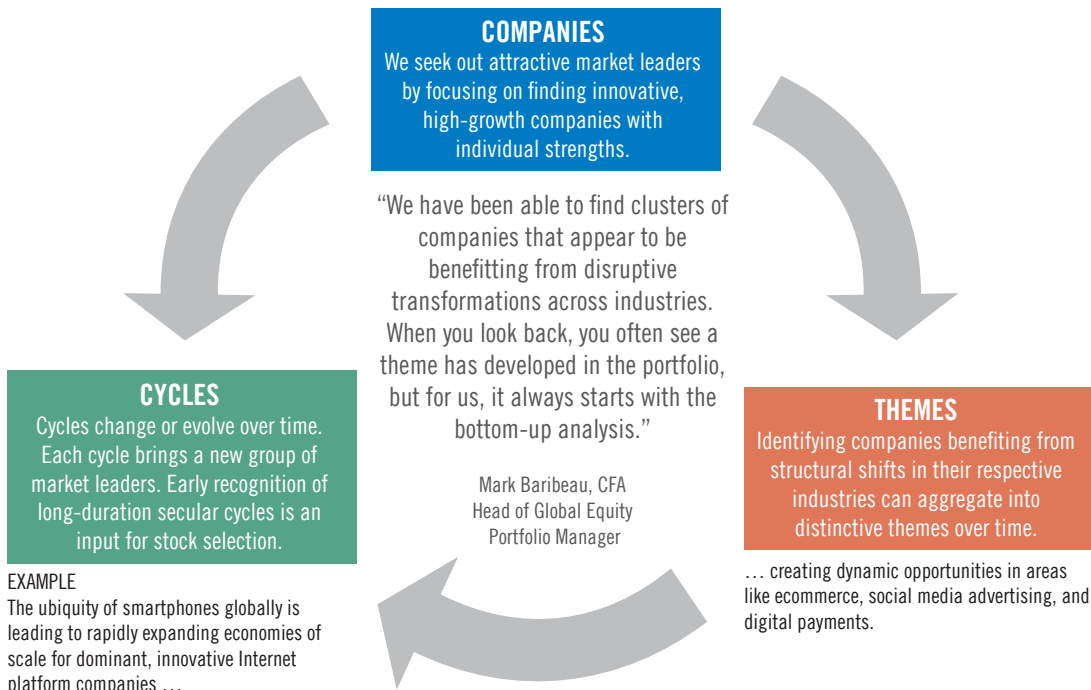 COMPANIES
We seek out attractive market leaders
by focusing on finding innovative,
high-growth companies with
individual strengths.
“We have been able to find clusters of
companies that appear to be
benefitting from disruptive
transformations across industries.
When you look back, you often see a
theme has developed in the portfolio,
but for us, it always starts with the
bottom-up analysis.”
Mark Baribeau, CFA
Head of Global Equity
Portfolio Manager
CYCLES
Cycles change or evolve over time.
Each cycle brings a new group of
market leaders. Early recognition of
long-duration secular cycles is an
input for stock selection.
EXAMPLE
The ubiquity of smartphones globally is
leading to rapidly expanding economies of
scale for dominant, innovative Internet
platform companies …
THEMES
Identifying companies benefiting from
structural shifts in their respective
industries can aggregate into
distinctive themes over time.
… creating dynamic opportunities in areas
like ecommerce, social media advertising, and
digital payments.